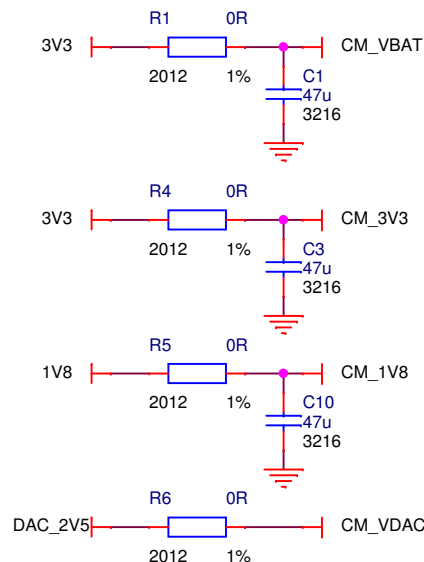 R1 0R
3V3 CM_VBAT
2012 1% C1
47u
3216
R4 0R
3V3 CM_3V3
2012 1% C3
47u
3216
R5 0R
1V8 CM_1V8
2012 1% C10
47u
3216
R6 0R
DAC_2V5 CM_VDAC
2012 1%